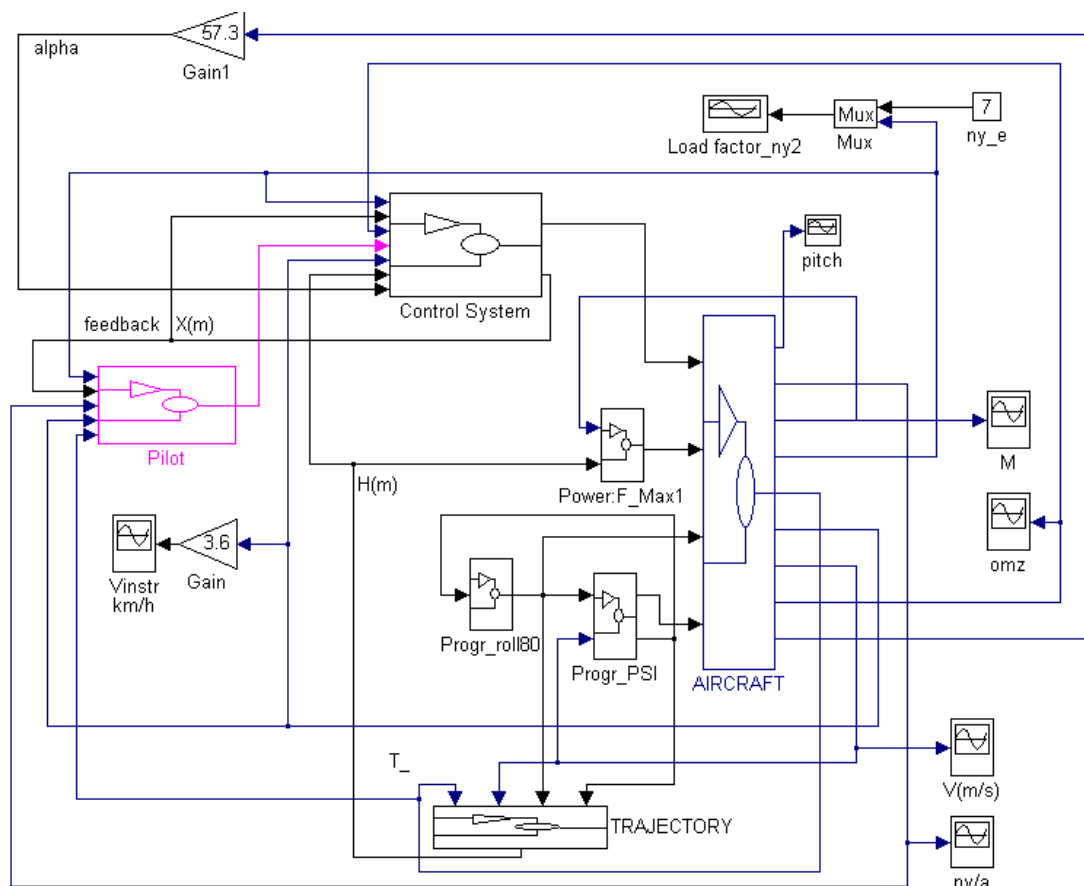 57.3
alpha
Gain1
7
Mux
Load factor_ny2
Mux
ny_e
pitch
Control System
feedback
X(m)
Pilot
M
H(m)
Power:F_Max1
3.6
omz
Vinstr
km/h
Gain
Progr_roll80
Progr_PSI
AIRCRAFT
T_
V(m/s)
TRAJECTORY
ny/a